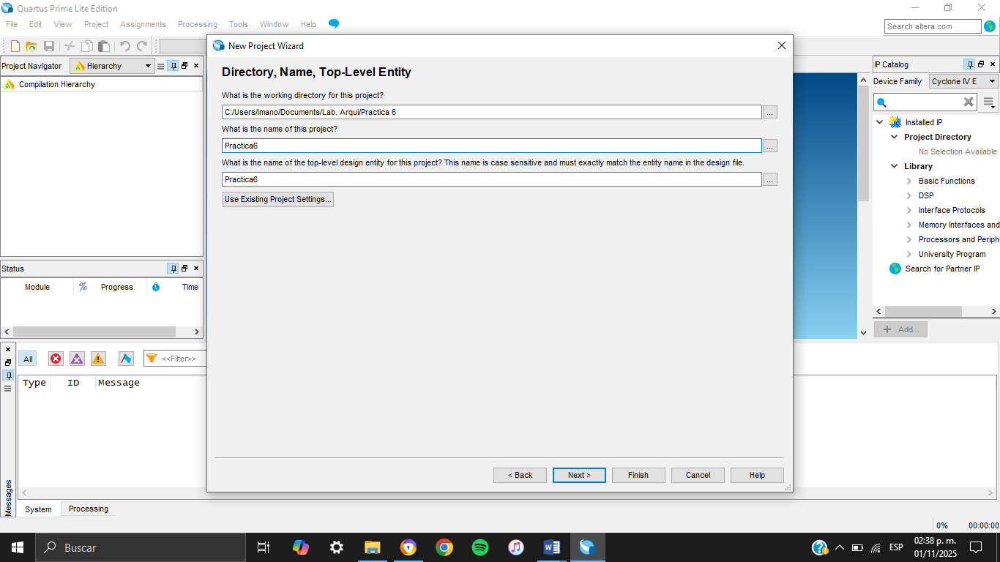 Quartus Prime Lite Edition
File Edit View Project Assignments Processing Tools Window Help
Search altera.com
New Project Wizard
Project Navigator
Hierarchy
Compilation Hierarchy
Directory, Name, Top-Level Entity
What is the working directory for this project?
C:/Users/imano/Documents/Lab. Arqui/Practica 6
...
What is the name of this project?
Practica6
...
What is the name of the top-level design entity for this project? This name is case sensitive and must exactly match the entity name in the design file.
Practica6
...
Use Existing Project Settings...
< Back
Next >
Finish
Cancel
Help
IP Catalog
Device Family
Cyclone IV E
Installed IP
Project Directory
No Selection Available
Library
Basic Functions
DSP
Interface Protocols
Memory Interfaces and
Processors and Periph
University Program
Search for Partner IP
+ Add...
Status
Module % Progress Time
All
<<Filter>>
Type ID Message
Messages
System Processing
0% 00:00:00
Buscar
ESP
02:38 p. m.
01/11/2025